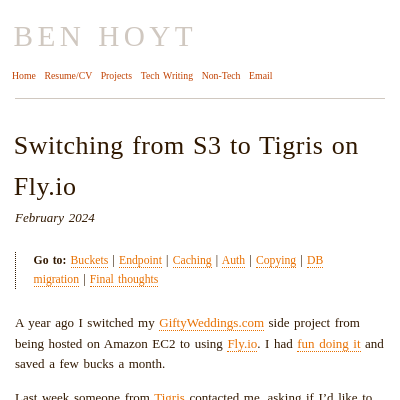 BEN HOYT
Home Resume/CV Projects Tech Writing Non-Tech Email
Switching from S3 to Tigris on
Fly.io
February 2024
Go to: Buckets | Endpoint | Caching | Auth | Copying | DB
migration | Final thoughts
A year ago I switched my GiftyWeddings.com side project from
being hosted on Amazon EC2 to using Fly.io. I had fun doing it and
saved a few bucks a month.
Last week someone from Tigris contacted me, asking if I’d like to